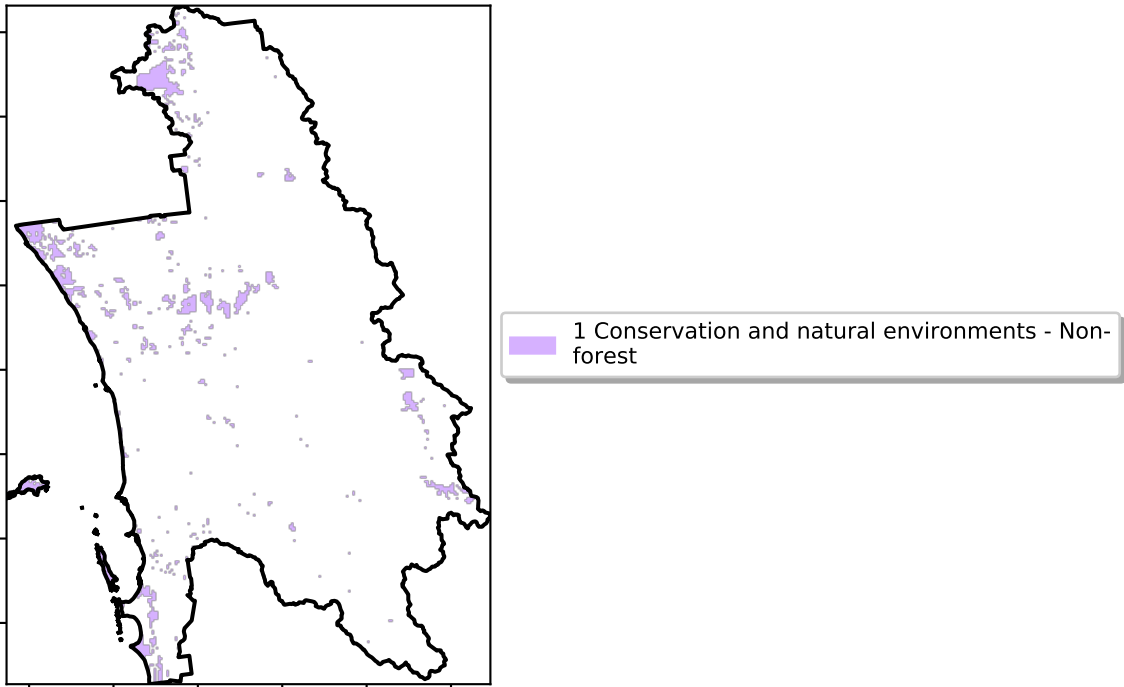 1 Conservation and natural environments - Non-
forest